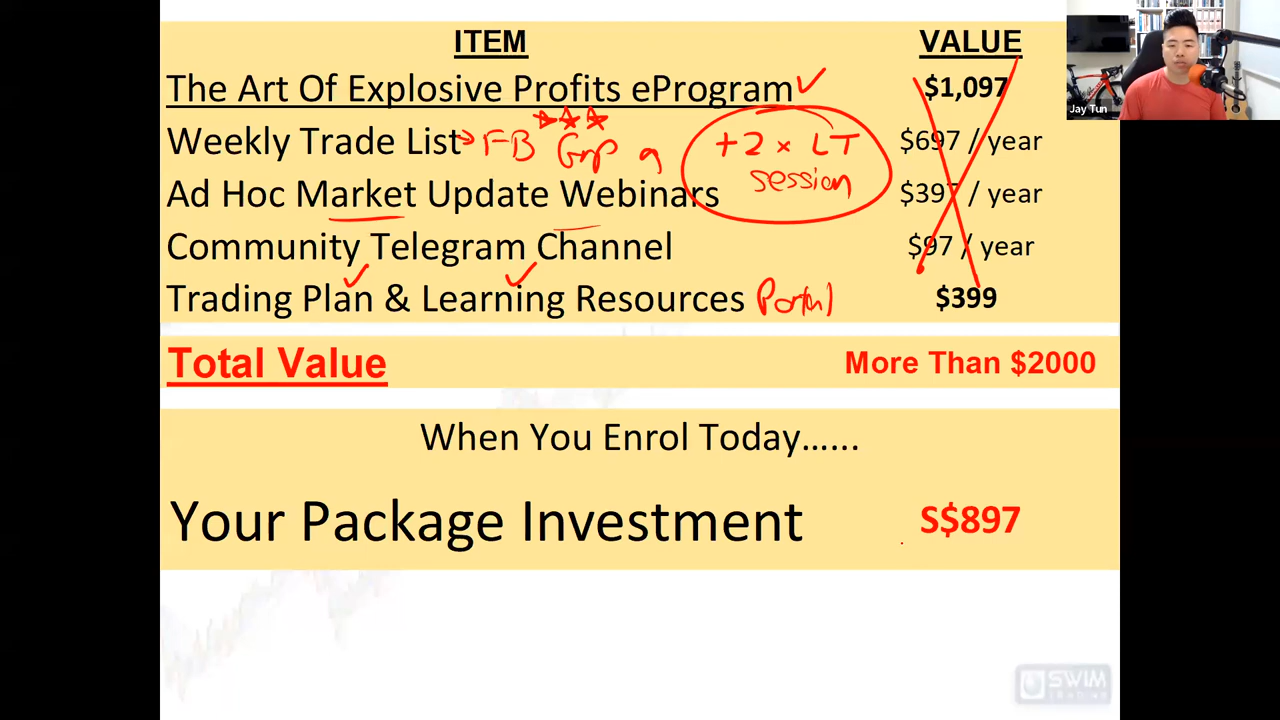 ITEM VALUE
The Art Of Explosive Profits eProgram $1,097
Jay Tun
Weekly Trade List FB Grp +2 x LT session $697 / year
Ad Hoc Market Update Webinars $397 / year
Community Telegram Channel $97 / year
Trading Plan & Learning Resources Portal $399
Total Value More Than $2000
When You Enrol Today......
Your Package Investment S$897
SWIM